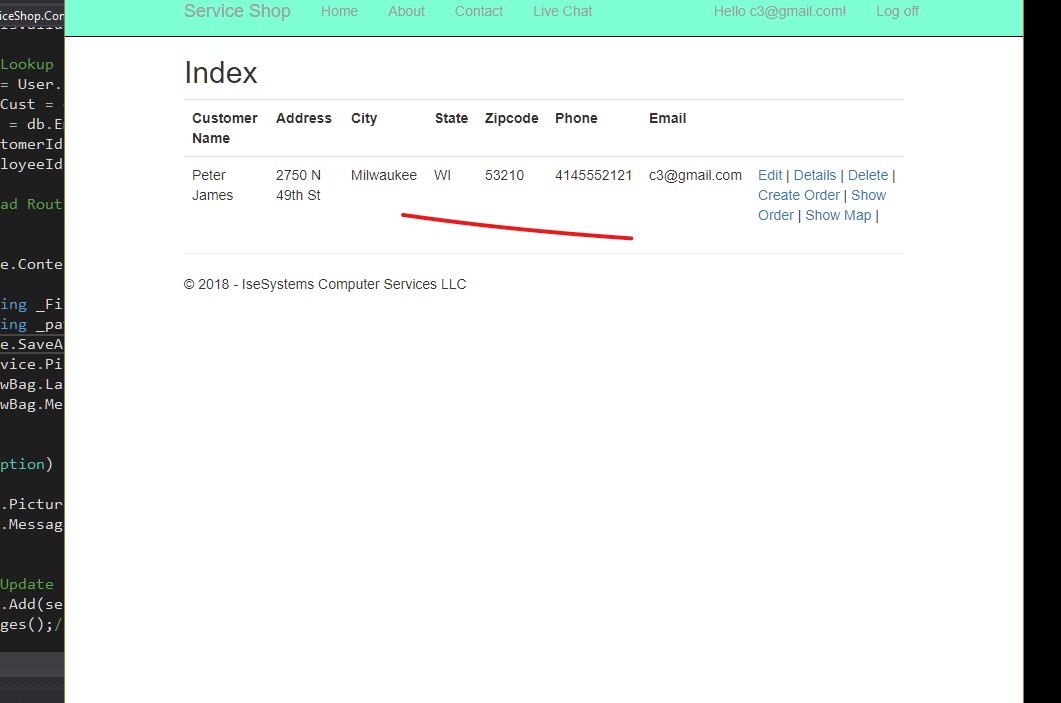 iceShop.Con
Service Shop Home About Contact Live Chat Hello c3@gmail.com! Log off
Index
Customer Name Address City State Zipcode Phone Email
Peter James 2750 N 49th St Milwaukee WI 53210 4145552121 c3@gmail.com Edit | Details | Delete |
Create Order | Show
Order | Show Map |
© 2018 - IseSystems Computer Services LLC
Lookup
= User.
Cust =
= db.E
tomerId
loyeeId
ad Rout
e.Conte
ing _Fi
ing _pa
e.SaveA
vice.Pi
wBag.La
wBag.Me
ption)
.Pictur
.Messag
Update
.Add(se
ges();/